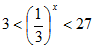 3 < (1/3)^x < 27